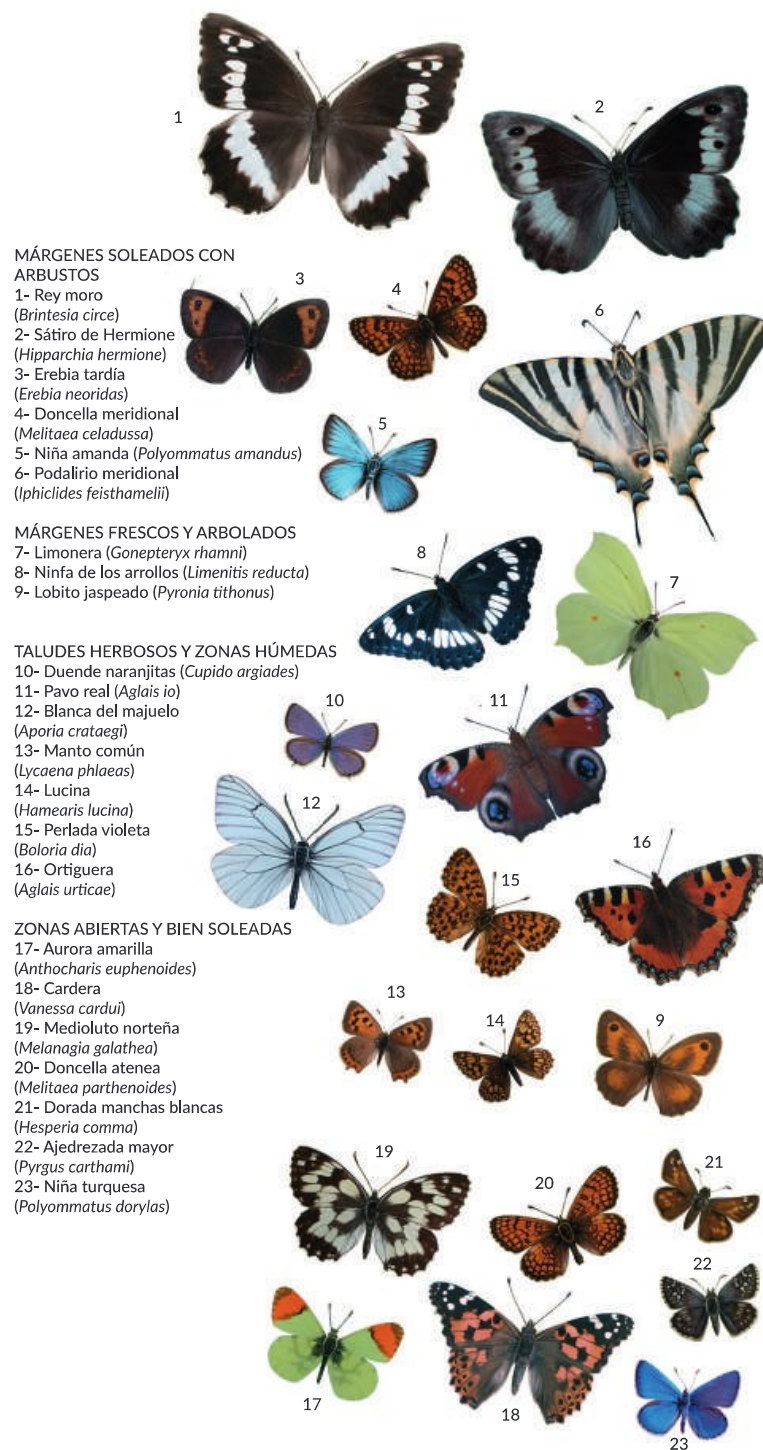 1
2
MÁRGENES SOLEADOS CON
ARBUSTOS
1- Rey moro
(Brintesia circe)
2- Sátiro de Hermione
(Hipparchia hermione)
3- Erebia tardía
(Erebia neoridas)
4- Doncella meridional
(Melitaea celadussa)
5- Niña amanda (Polyommatus amandus)
6- Podalirio meridional
(Iphiclides feisthamelii)
3
4
6
5
MÁRGENES FRESCOS Y ARBOLADOS
7- Limonera (Gonepteryx rhamni)
8- Ninfa de los arrollos (Limenitis reducta)
9- Lobito jaspeado (Pyronia tithonus)
8
7
TALUDES HERBOSOS Y ZONAS HÚMEDAS
10- Duende naranjitas (Cupido argiades)
11- Pavo real (Aglais io)
12- Blanca del majuelo
(Aporia crataegi)
13- Manto común
(Lycaena phlaeas)
14- Lucina
(Hamearis lucina)
15- Perlada violeta
(Boloria dia)
16- Ortiguera
(Aglais urticae)
10
11
12
16
15
ZONAS ABIERTAS Y BIEN SOLEADAS
17- Aurora amarilla
(Anthocharis euphenoides)
18- Cardera
(Vanessa cardui)
19- Medioluto norteña
(Melanagia galathea)
20- Doncella atenea
(Melitaea parthenoides)
21- Dorada manchas blancas
(Hesperia comma)
22- Ajedrezada mayor
(Pyrgus carthami)
23- Niña turquesa
(Polyommatus dorylas)
13
14
9
19
21
20
22
17
18
23